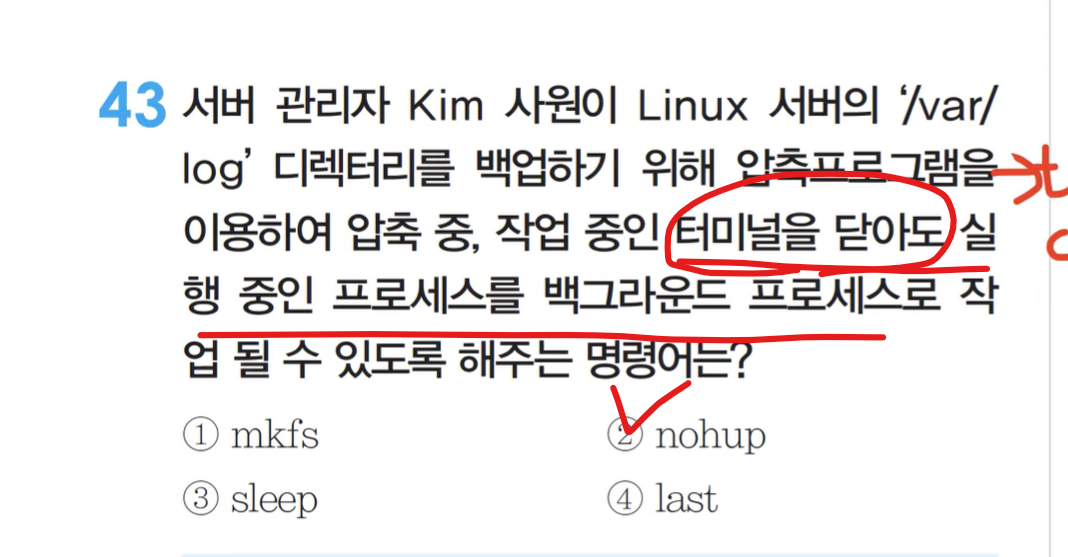 43 서버 관리자 Kim 사원이 Linux 서버의 ‘/var/
log’ 디렉터리를 백업하기 위해 압축프로그램을
이용하여 압축 중, 작업 중인 터미널을 닫아도 실
행 중인 프로세스를 백그라운드 프로세스로 작
업 될 수 있도록 해주는 명령어는?
① mkfs ② nohup
③ sleep ④ last